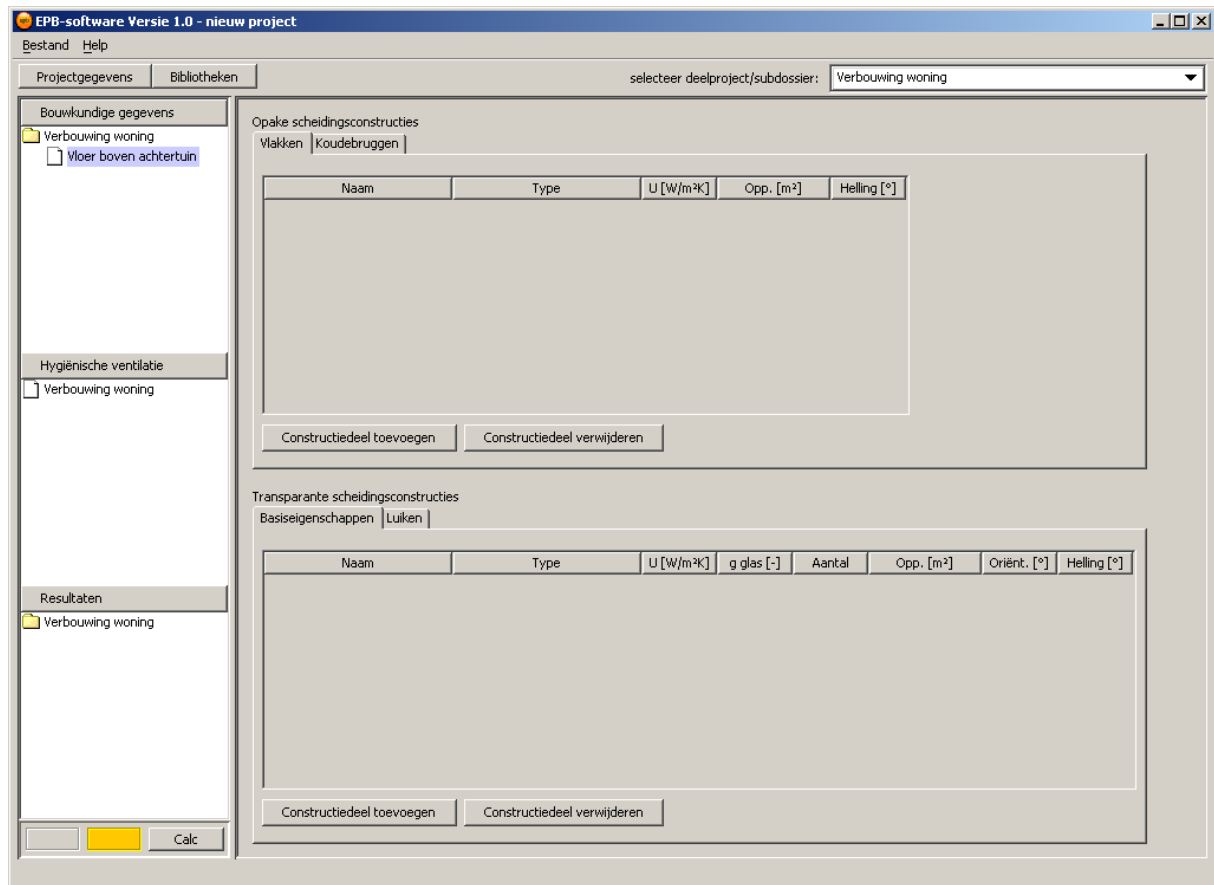 EPB-software Versie 1.0 - nieuw project
Bestand Help
Projectgegevens Bibliotheken selecteer deelproject/subdossier: Verbouwing woning
Bouwkundige gegevens
Verbouwing woning
Vloer boven achtertuin
Hygiënische ventilatie
Verbouwing woning
Resultaten
Verbouwing woning
Calc
Opake scheidingsconstructies
Vlakken Koudebruggen
Naam Type U [W/m²K] Opp. [m²] Helling [°]
Constructiedeel toevoegen Constructiedeel verwijderen
Transparante scheidingsconstructies
Basiseigenschappen Luiken
Naam Type U [W/m²K] g glas [-] Aantal Opp. [m²] Oriënt. [°] Helling [°]
Constructiedeel toevoegen Constructiedeel verwijderen